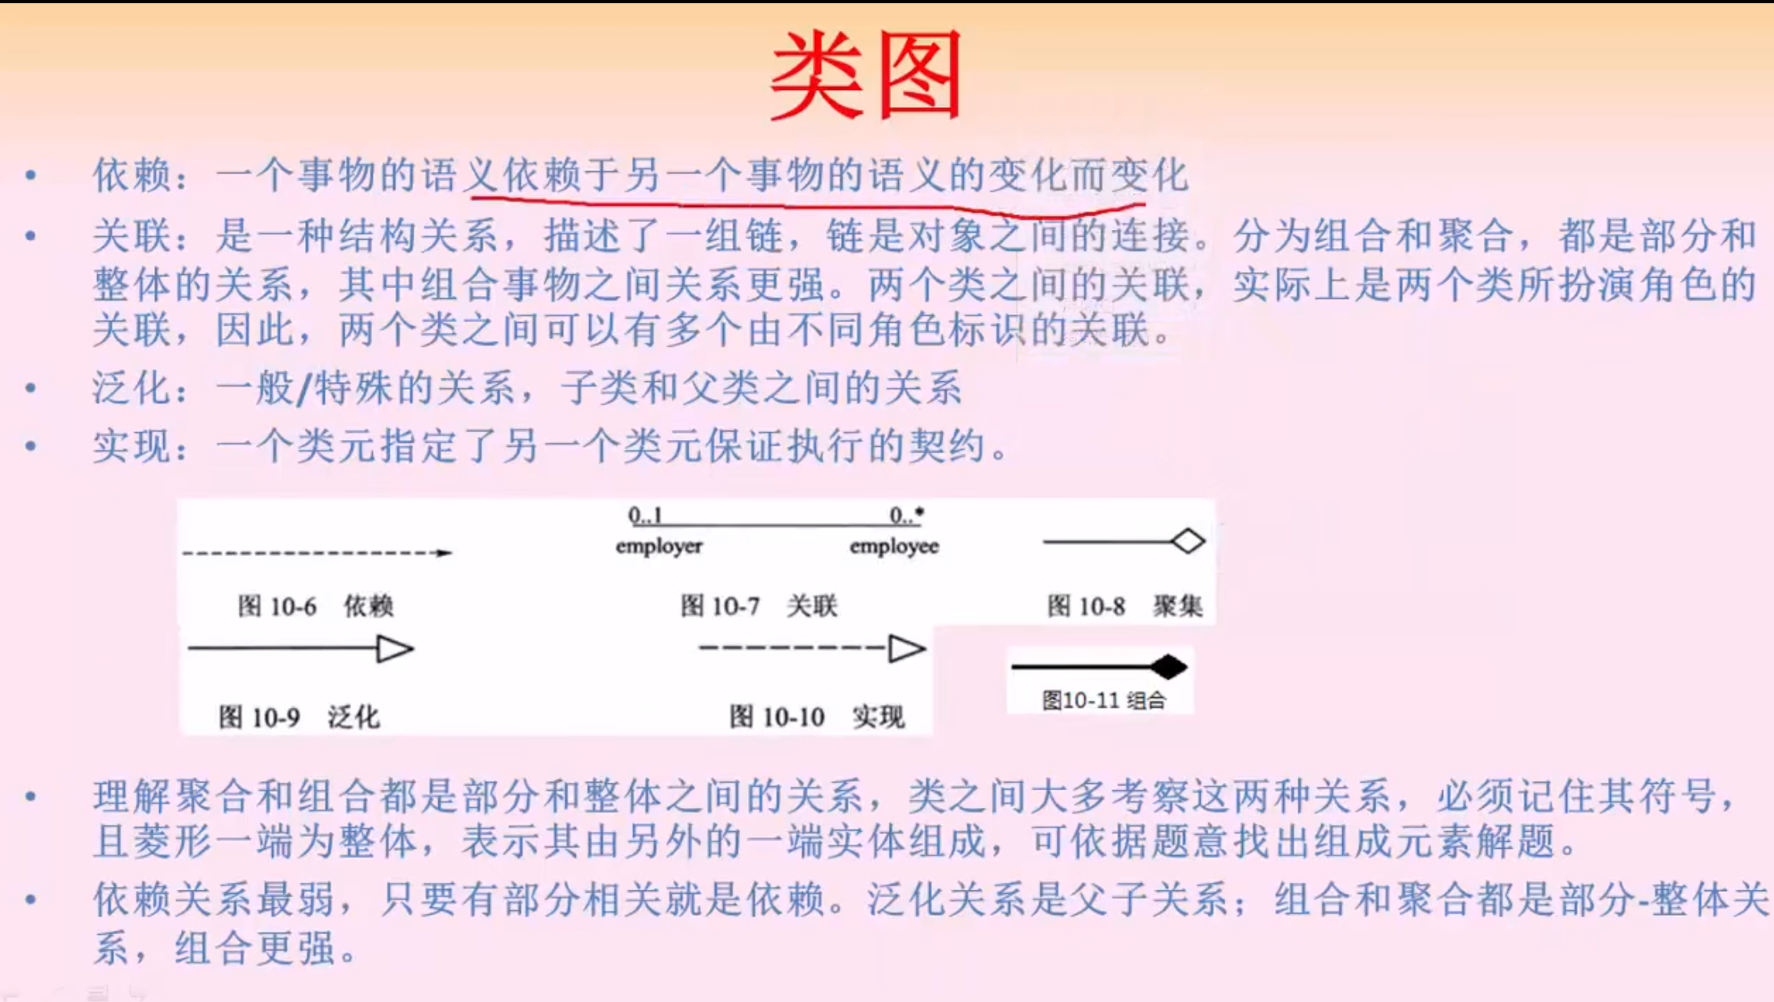 类图
• 依赖：一个事物的语义依赖于另一个事物的语义的变化而变化
• 关联：是一种结构关系，描述了一组链，链是对象之间的连接。分为组合和聚合，都是部分和
整体的关系，其中组合事物之间关系更强。两个类之间的关联，实际上是两个类所扮演角色的
关联，因此，两个类之间可以有多个由不同角色标识的关联。
• 泛化：一般/特殊的关系，子类和父类之间的关系
• 实现：一个类元指定了另一个类元保证执行的契约。
0..1 0..*
employer employee
图 10-6 依赖 图 10-7 关联 图 10-8 聚集
图 10-9 泛化 图 10-10 实现 图10-11 组合
• 理解聚合和组合都是部分和整体之间的关系，类之间大多考察这两种关系，必须记住其符号，
且菱形一端为整体，表示其由另外的一端实体组成，可依据题意找出组成元素解题。
• 依赖关系最弱，只要有部分相关就是依赖。泛化关系是父子关系；组合和聚合都是部分-整体关
系，组合更强。